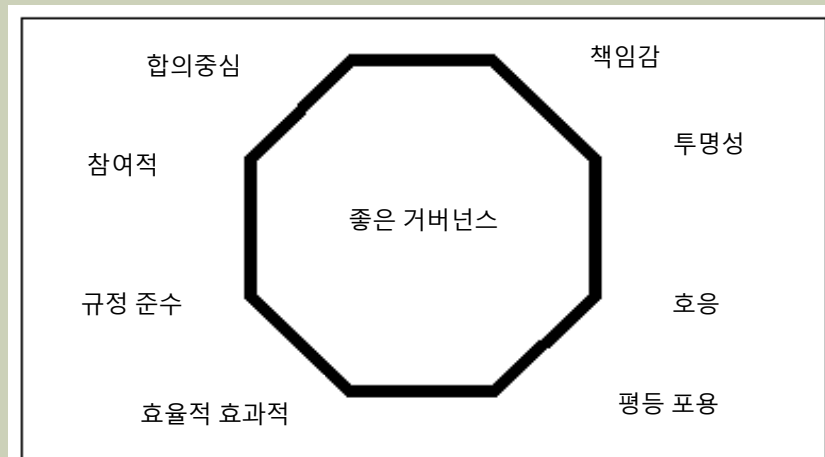 합의중심
책임감
투명성
참여적
좋은 거버넌스
규정 준수
호응
효율적 효과적
평등 포용